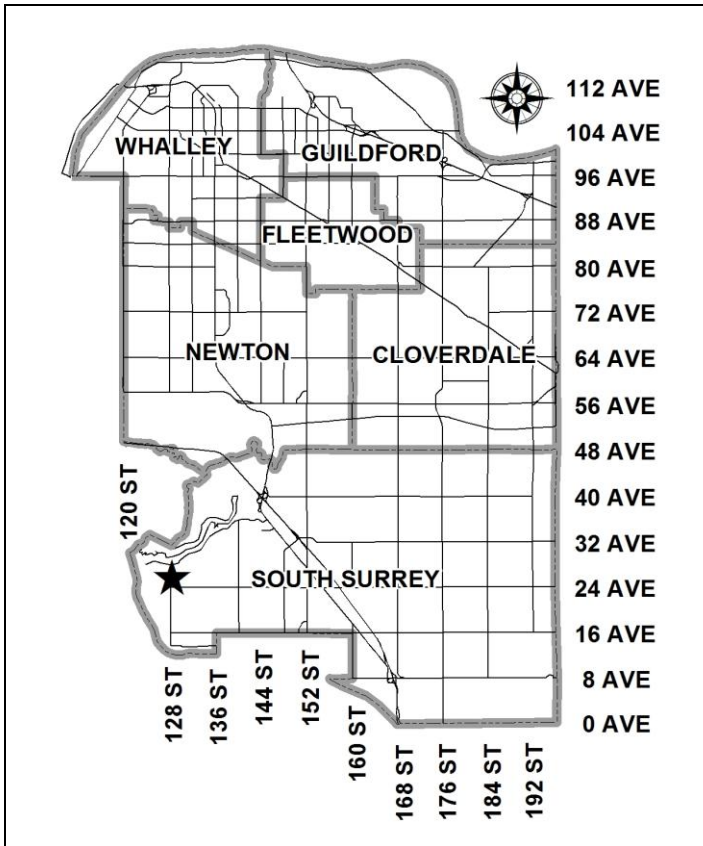 112 AVE
104 AVE
WHALLEY
GUILDFORD
96 AVE
88 AVE
FLEETWOOD
80 AVE
72 AVE
NEWTON
CLOVERDALE
64 AVE
56 AVE
48 AVE
120 ST
40 AVE
32 AVE
SOUTH SURREY
24 AVE
16 AVE
8 AVE
128 ST
136 ST
144 ST
152 ST
160 ST
168 ST
176 ST
184 ST
192 ST
0 AVE